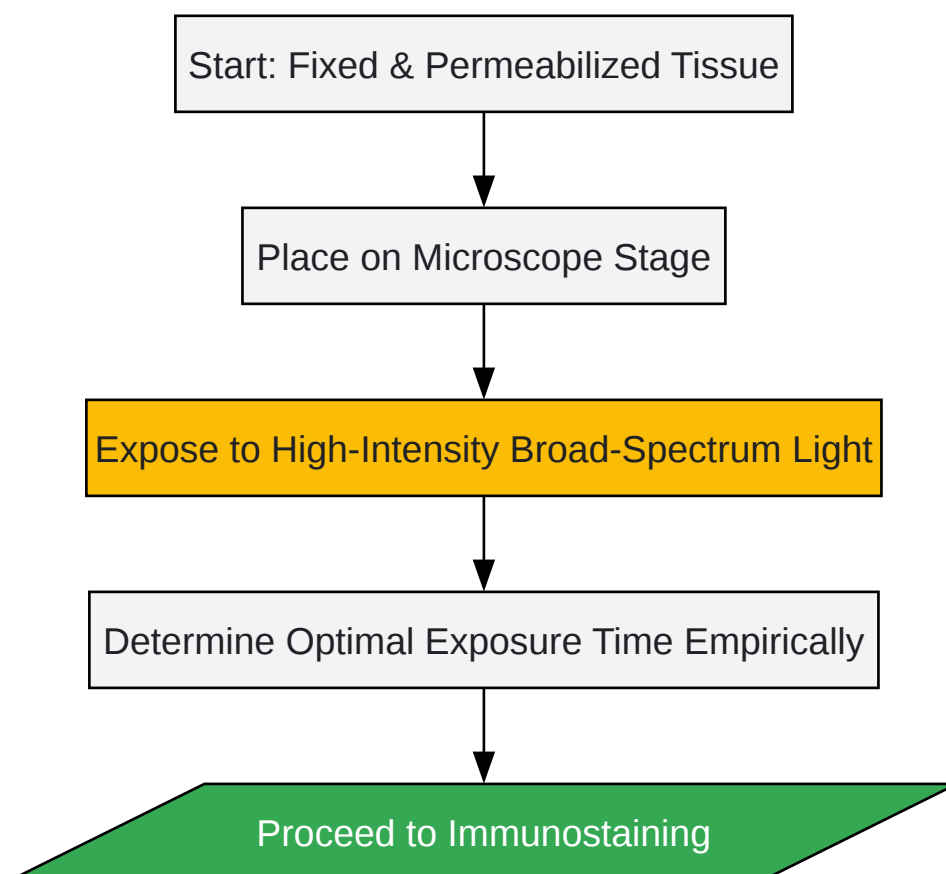 Start: Fixed & Permeabilized Tissue
Place on Microscope Stage
Expose to High-Intensity Broad-Spectrum Light
Determine Optimal Exposure Time Empirically
Proceed to Immunostaining